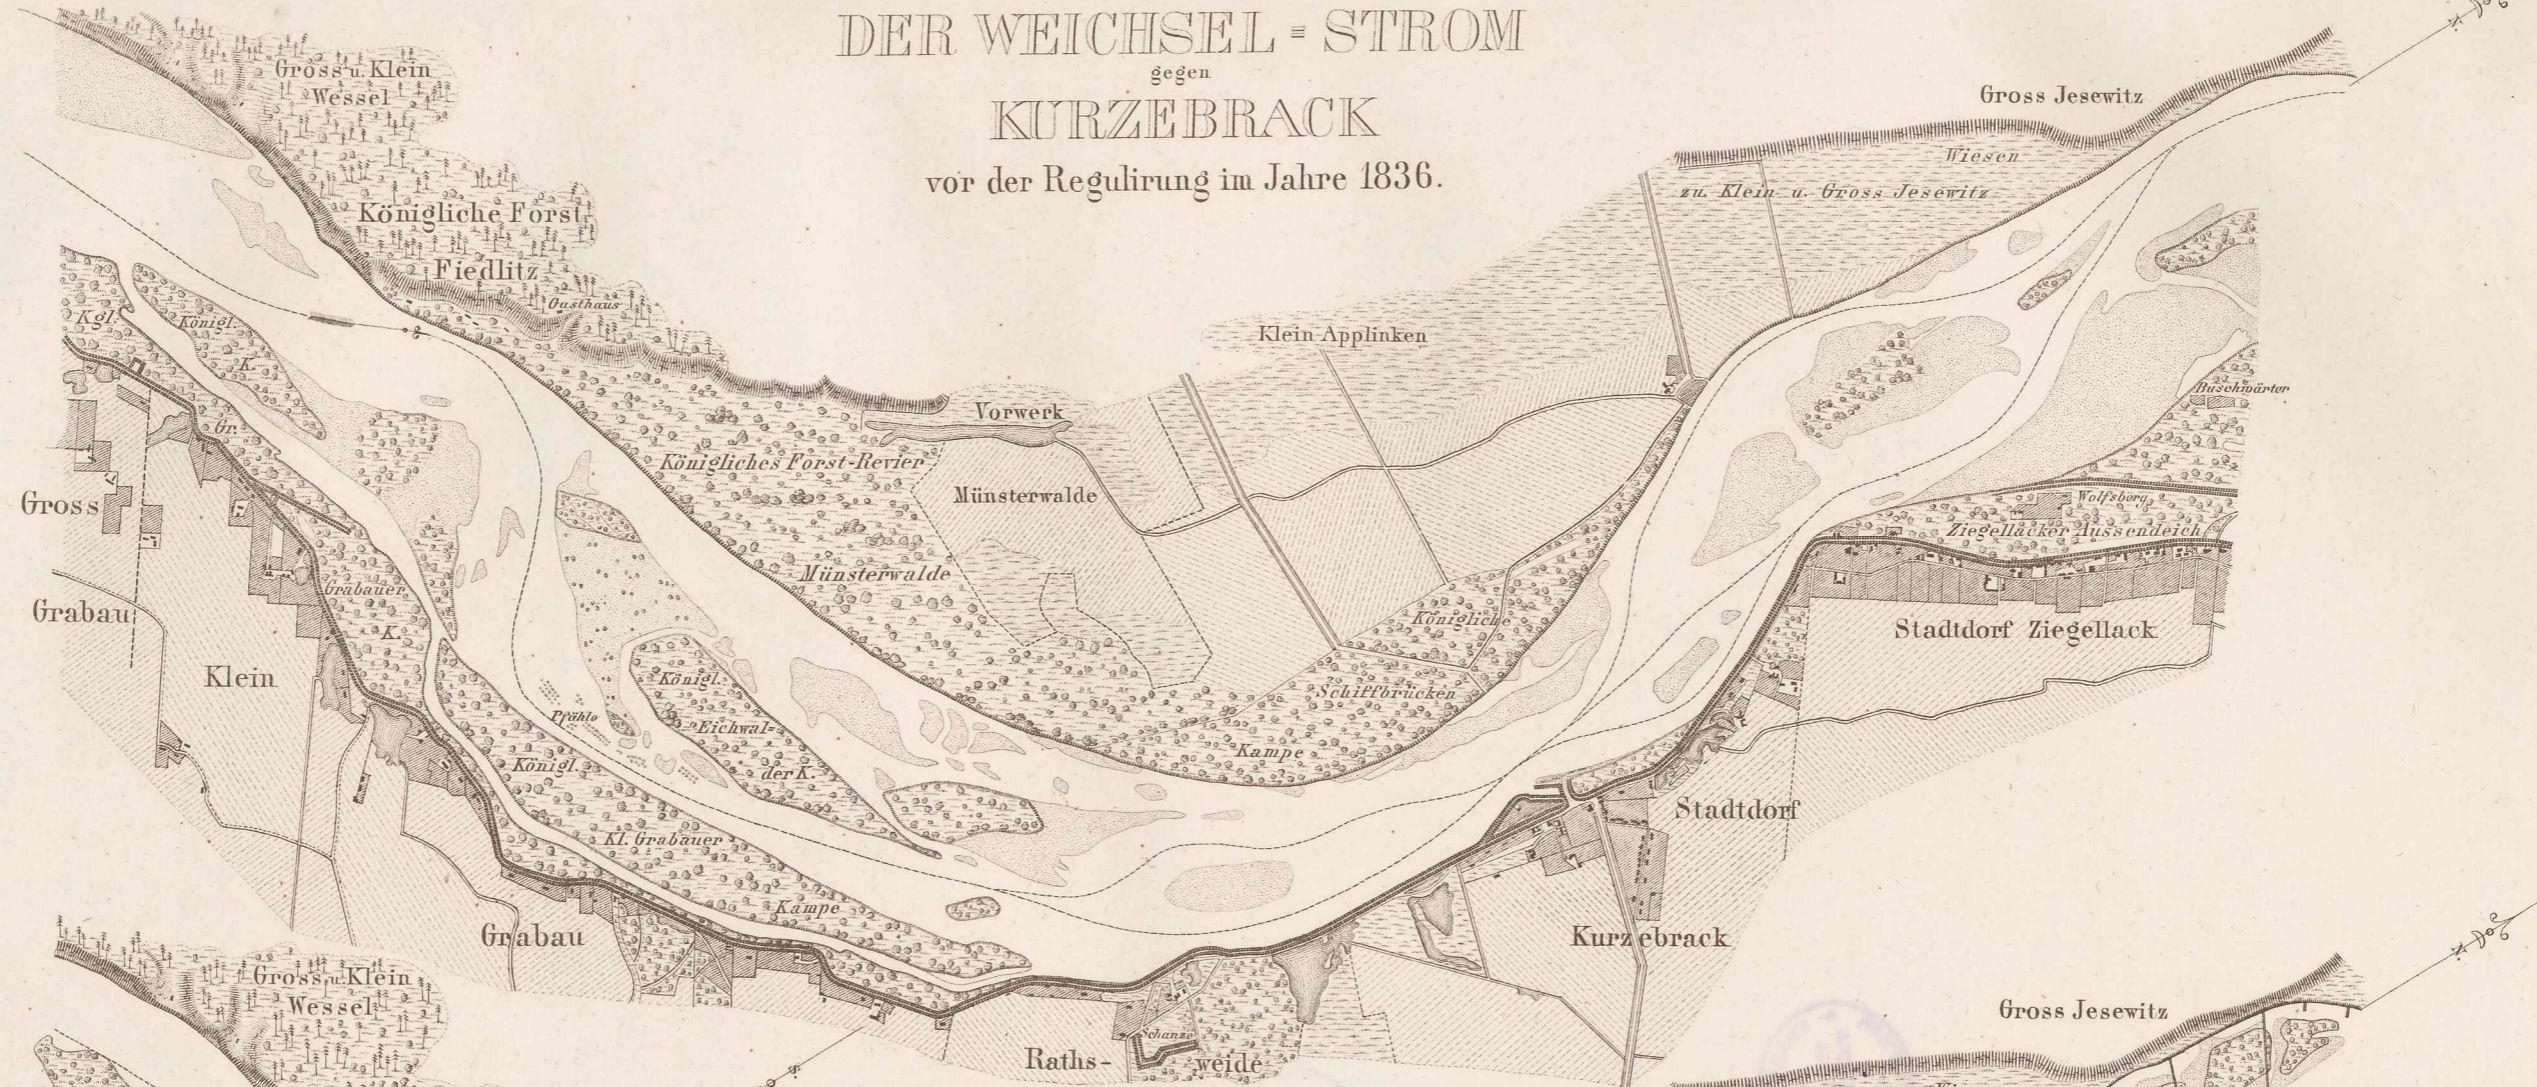 DER WEICHSEL = STROM
gegen
KURZEBRACK
vor der Regulirung im Jahre 1836.
Gross u. Klein
Wessel
Königliche Forst
Fiedlitz
Gasthaus
Gross Jesewitz
Wiesen
zu Klein u. Gross Jesewitz
Klein Applinken
Kgl.
Königl.
K.
Gr.
Vorwerk
Königliches Forst-Revier
Münsterwalde
Münsterwalde
Buschwärter
Wolfsberg
Ziegellacker Aussendeich
Stadtdorf Ziegellack
Gross
Grabau
Grabauer
K.
Klein
Pfähle
Königl.
Eichwal-
der K.
Königliche
Schiffbrücken
Kampe
Königl.
Kl. Grabauer
Kampe
Stadtdorf
Kurzebrack
Grabau
Schanze
Raths-
weide
Gross u. Klein
Wessel
Gross Jesewitz
N.
N.
S.